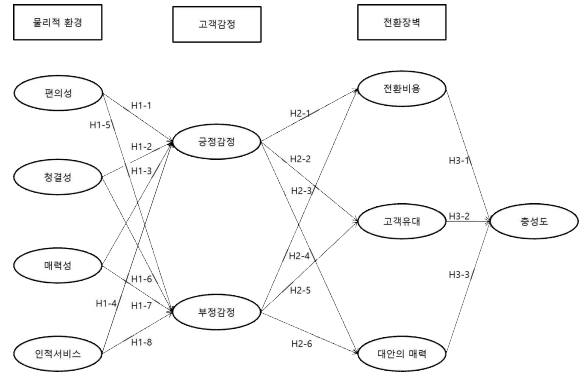 물리적 환경
고객감정
전환장벽
편의성
전환비용
H1-1
H2-1
H1-5
긍정감정
H1-2
H2-2
H3-1
청결성
H1-3
H2-3
고객유대
H3-2
충성도
H2-4
매력성
H1-6
H3-3
H2-5
H1-4
H1-7
부정감정
H1-8
H2-6
인적서비스
대안의 매력